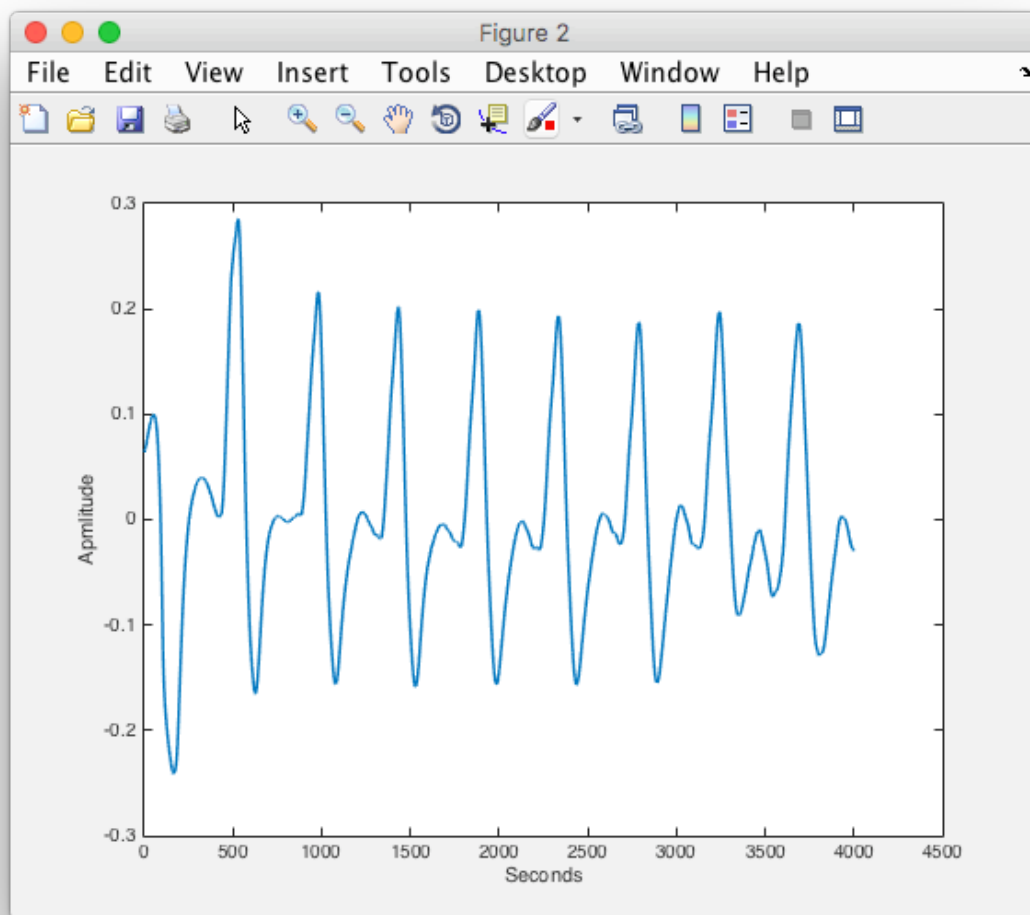 Figure 2
File Edit View Insert Tools Desktop Window Help
0.3
0.2
0.1
0
-0.1
-0.2
-0.3
Apmlitude
0 500 1000 1500 2000 2500 3000 3500 4000 4500
Seconds